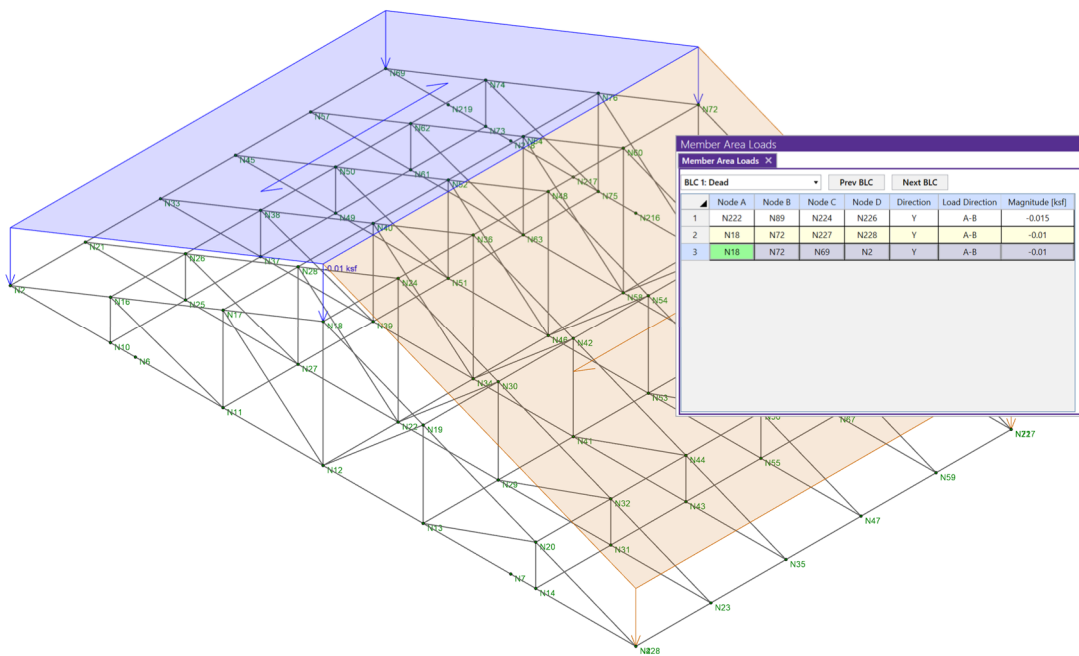 N69
N74
N76
N72
N219
N57
N62
N73
N64
N218
N60
N45
N50
N61
N52
N217
N48
N75
N216
N33
N38
N49
N40
N36
N63
N21
N26
N37
N28
-0.01 ksf
N24
N51
N58
N54
N2
N16
N25
N17
N18
N39
N46
N42
N10
N6
N27
N34
N30
N53
N11
N22
N19
N41
N67
N12
N44
N55
N59
N29
N32
N43
N47
N13
N20
N31
N35
N7
N14
N23
Member Area Loads
Member Area Loads ✕
BLC 1: Dead Prev BLC Next BLC
Node A Node B Node C Node D Direction Load Direction Magnitude [ksf]
1 N222 N89 N224 N226 Y A-B -0.015
2 N18 N72 N227 N228 Y A-B -0.01
3 N18 N72 N69 N2 Y A-B -0.01